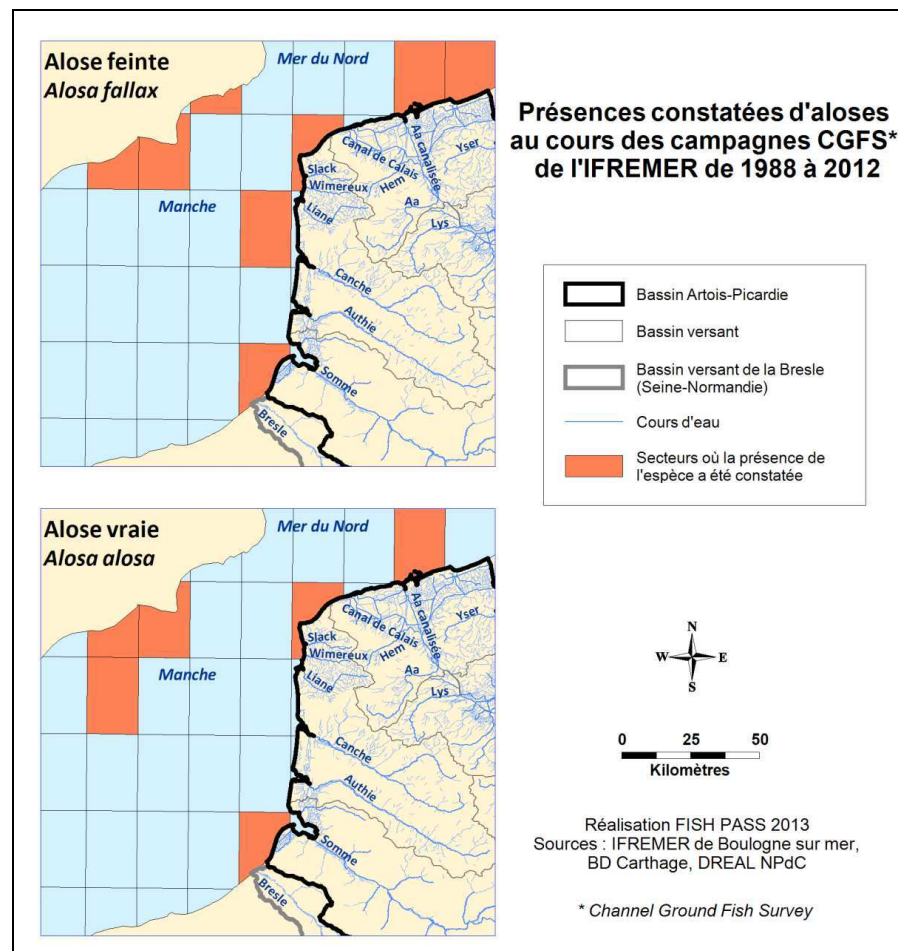 Alose feinte
Alosa fallax
Mer du Nord
Manche
Slack
Wimereux
Liane
Canal de Calais
Hem
Aa canalisée
Aa
Yser
Lys
Canche
Authie
Somme
Bresle
Alose vraie
Alosa alosa
Mer du Nord
Manche
Slack
Wimereux
Liane
Canal de Calais
Hem
Aa canalisée
Aa
Yser
Lys
Canche
Authie
Somme
Bresle
Présences constatées d'aloses
au cours des campagnes CGFS*
de l'IFREMER de 1988 à 2012
Bassin Artois-Picardie
Bassin versant
Bassin versant de la Bresle
(Seine-Normandie)
Cours d'eau
Secteurs où la présence de
l'espèce a été constatée
N
W E
S
0 25 50
Kilomètres
Réalisation FISH PASS 2013
Sources : IFREMER de Boulogne sur mer,
BD Carthage, DREAL NPdC
* Channel Ground Fish Survey